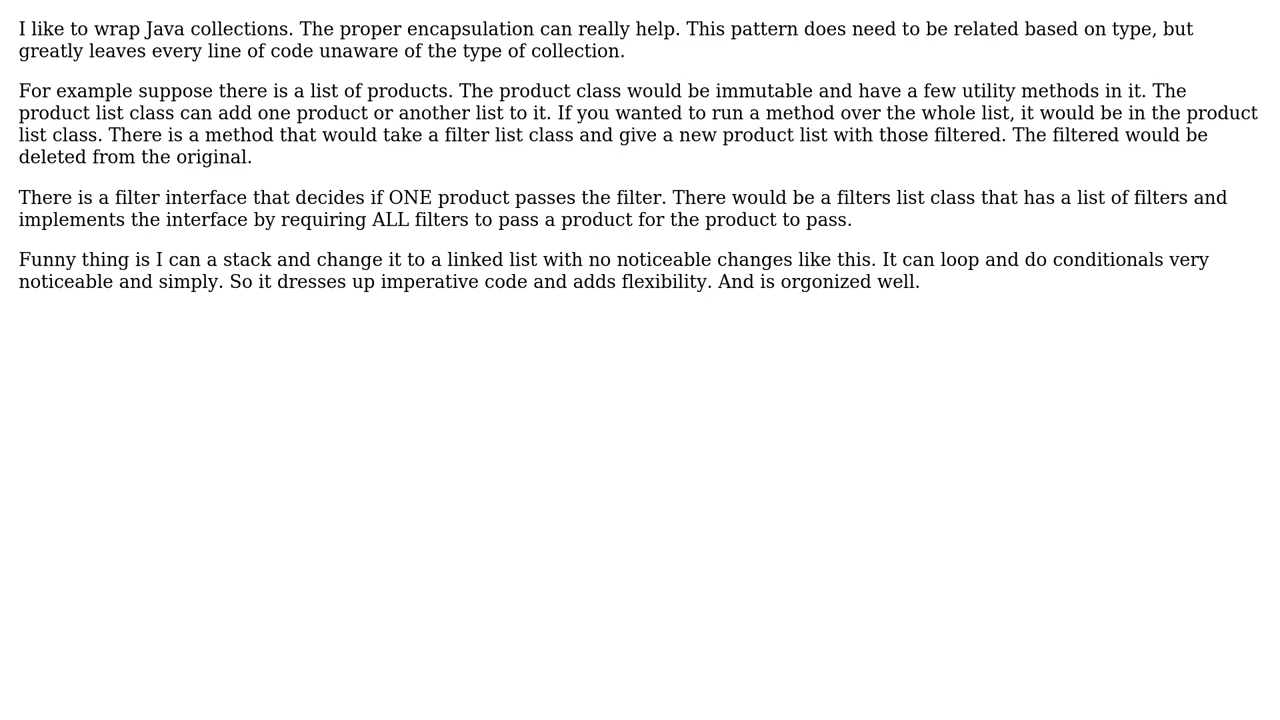 I like to wrap Java collections. The proper encapsulation can really help. This pattern does need to be related based on type, but
greatly leaves every line of code unaware of the type of collection.
For example suppose there is a list of products. The product class would be immutable and have a few utility methods in it. The
product list class can add one product or another list to it. If you wanted to run a method over the whole list, it would be in the product
list class. There is a method that would take a filter list class and give a new product list with those filtered. The filtered would be
deleted from the original.
There is a filter interface that decides if ONE product passes the filter. There would be a filters list class that has a list of filters and
implements the interface by requiring ALL filters to pass a product for the product to pass.
Funny thing is I can a stack and change it to a linked list with no noticeable changes like this. It can loop and do conditionals very
noticeable and simply. So it dresses up imperative code and adds flexibility. And is orgonized well.